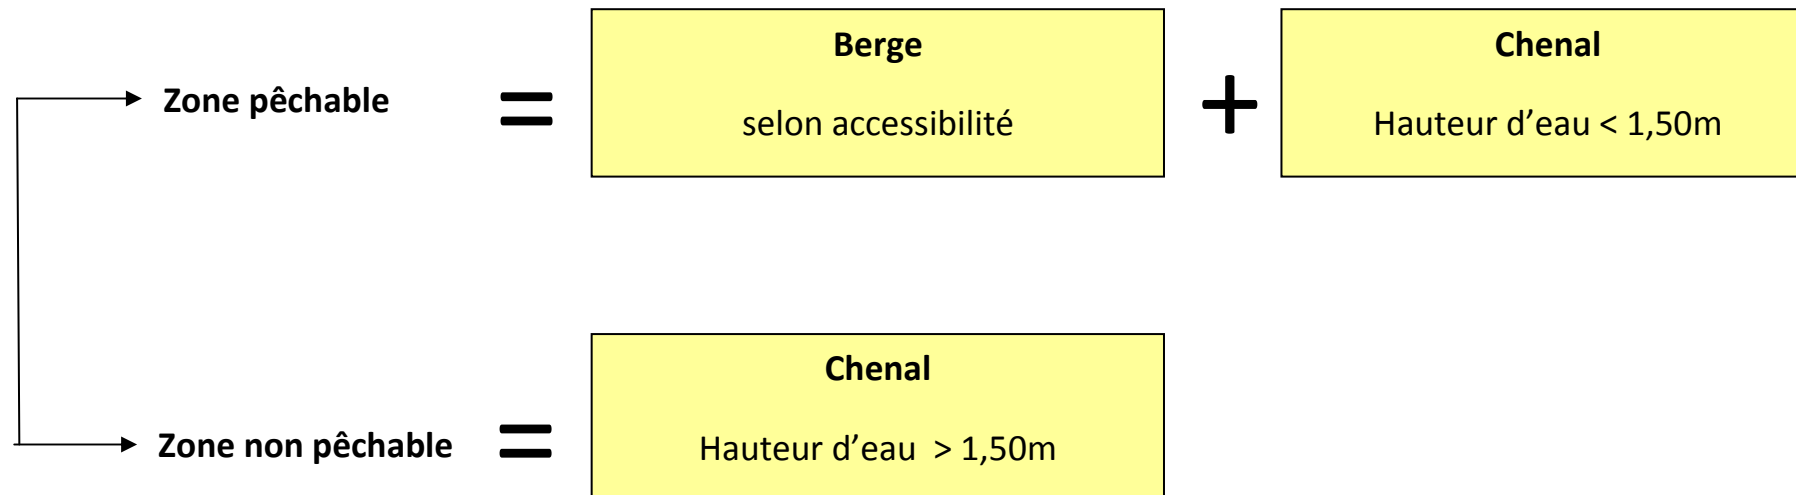 Zone pêchable
=
Berge
selon accessibilité
+
Chenal
Hauteur d’eau < 1,50m
Zone non pêchable
=
Chenal
Hauteur d’eau > 1,50m